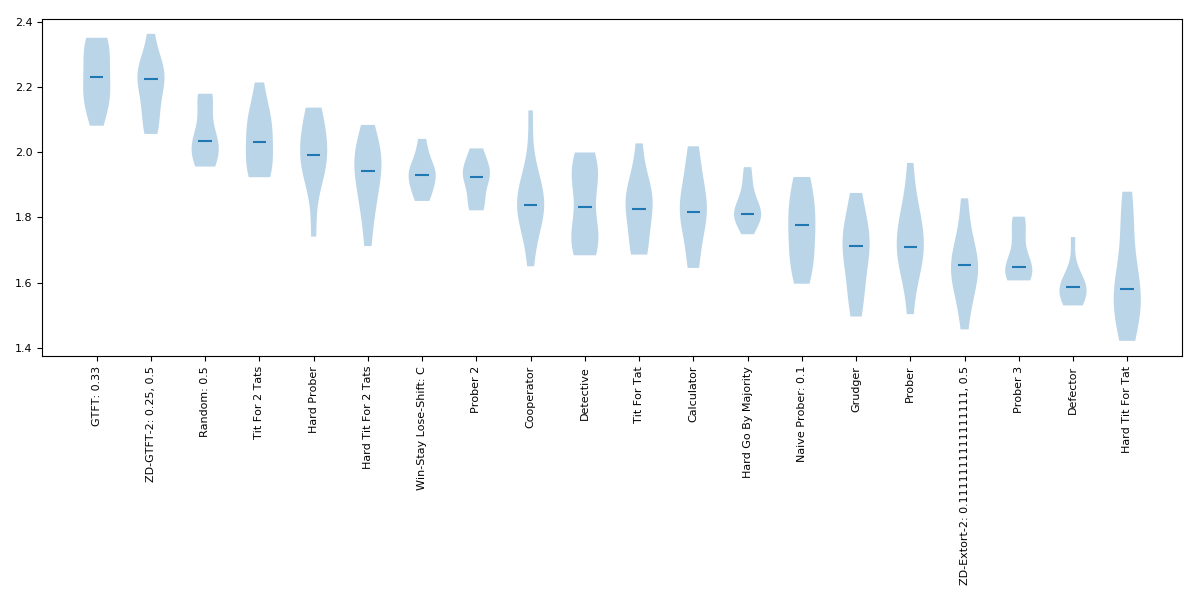 2.4
2.2
2.0
1.8
1.6
1.4
GTFT: 0.33
ZD-GTFT-2: 0.25, 0.5
Random: 0.5
Tit For 2 Tats
Hard Prober
Hard Tit For 2 Tats
Win-Stay Lose-Shift: C
Prober 2
Cooperator
Detective
Tit For Tat
Calculator
Hard Go By Majority
Naive Prober: 0.1
Grudger
Prober
ZD-Extort-2: 0.1111111111111111, 0.5
Prober 3
Defector
Hard Tit For Tat